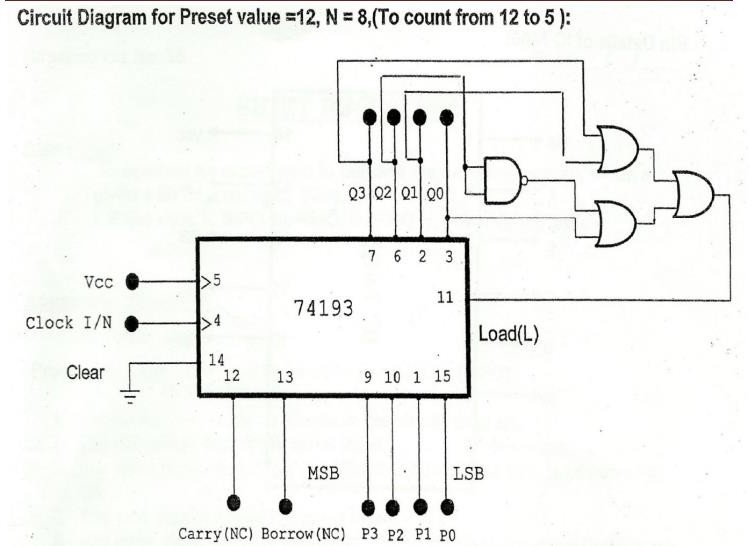 Circuit Diagram for Preset value =12, N = 8,(To count from 12 to 5 ):
Q3 Q2 Q1 Q0
7 6 2 3
Vcc
5
74193
11
Clock I/N
4
Load(L)
Clear
14
12 13 9 10 1 15
MSB LSB
Carry(NC) Borrow(NC) P3 P2 P1 P0